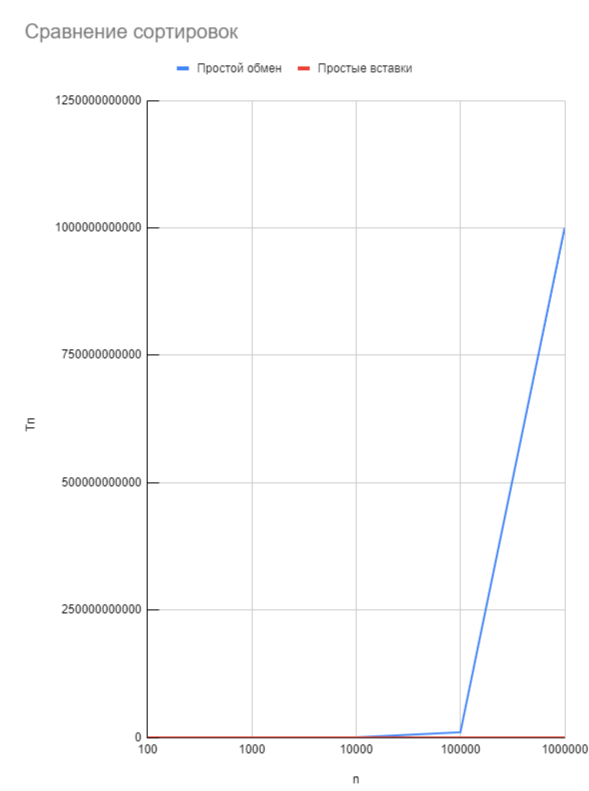 Сравнение сортировок
Простой обмен Простые вставки
1250000000000
1000000000000
750000000000
500000000000
250000000000
0
100 1000 10000 100000 1000000
n
Tn